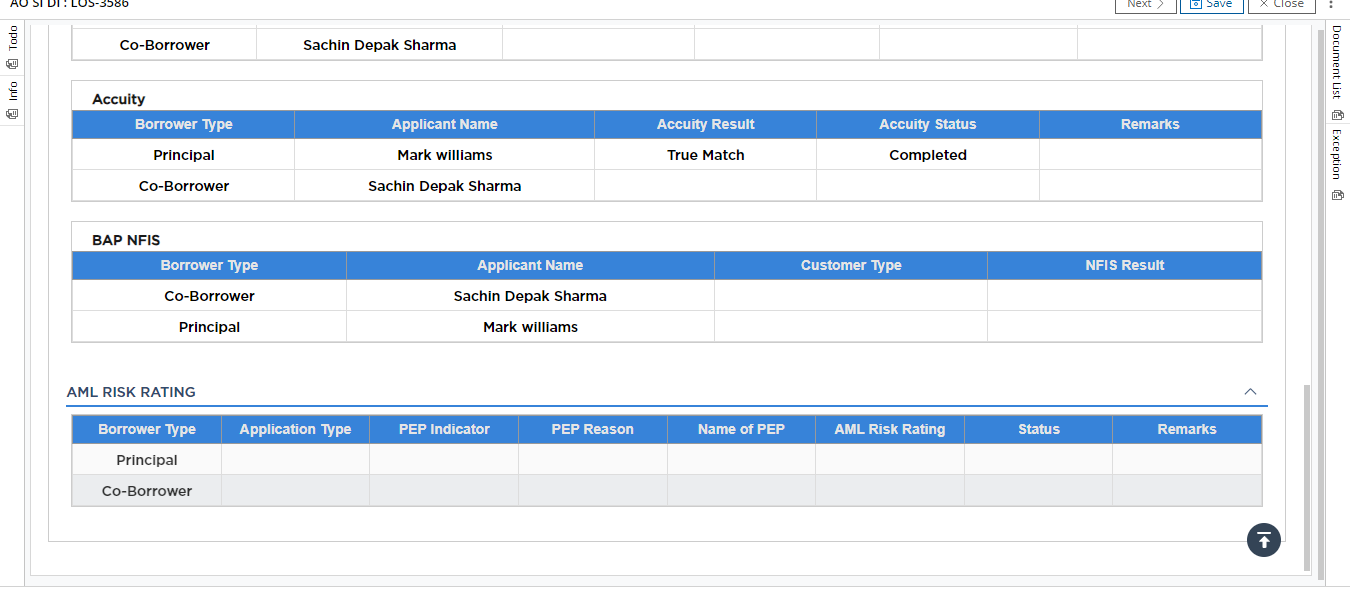 AO SI DI : LOS-3586
Next Save Close
Todo
Info
Document List
Exception
Co-Borrower Sachin Depak Sharma
Accuity
Borrower Type Applicant Name Accuity Result Accuity Status Remarks
Principal Mark williams True Match Completed
Co-Borrower Sachin Depak Sharma
BAP NFIS
Borrower Type Applicant Name Customer Type NFIS Result
Co-Borrower Sachin Depak Sharma
Principal Mark williams
AML RISK RATING
Borrower Type Application Type PEP Indicator PEP Reason Name of PEP AML Risk Rating Status Remarks
Principal
Co-Borrower